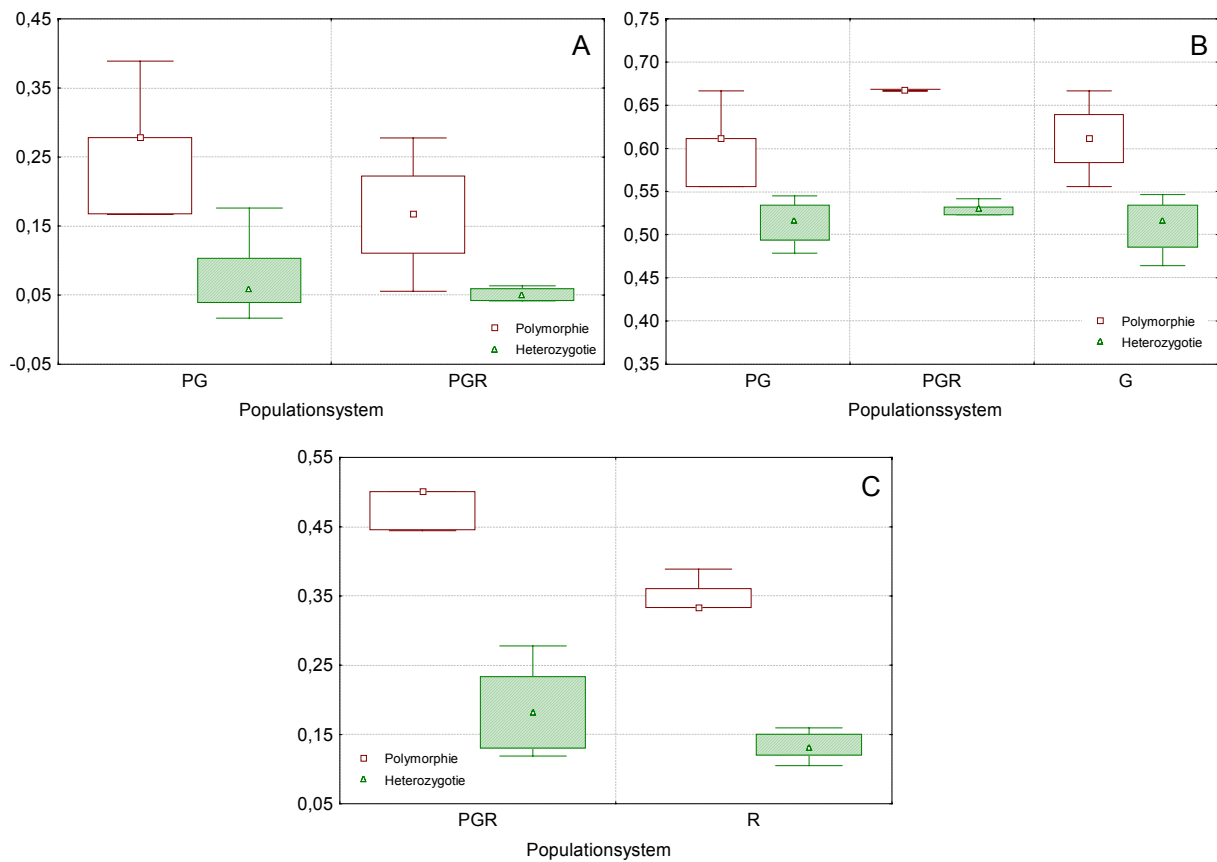 A
0,45
0,35
0,25
0,15
0,05
-0,05
Polymorphie
Heterozygotie
PG PGR
Populationsystem
B
0,75
0,70
0,65
0,60
0,55
0,50
0,45
0,40
0,35
Polymorphie
Heterozygotie
PG PGR G
Populationssystem
C
0,55
0,45
0,35
0,25
0,15
0,05
Polymorphie
Heterozygotie
PGR R
Populationsystem